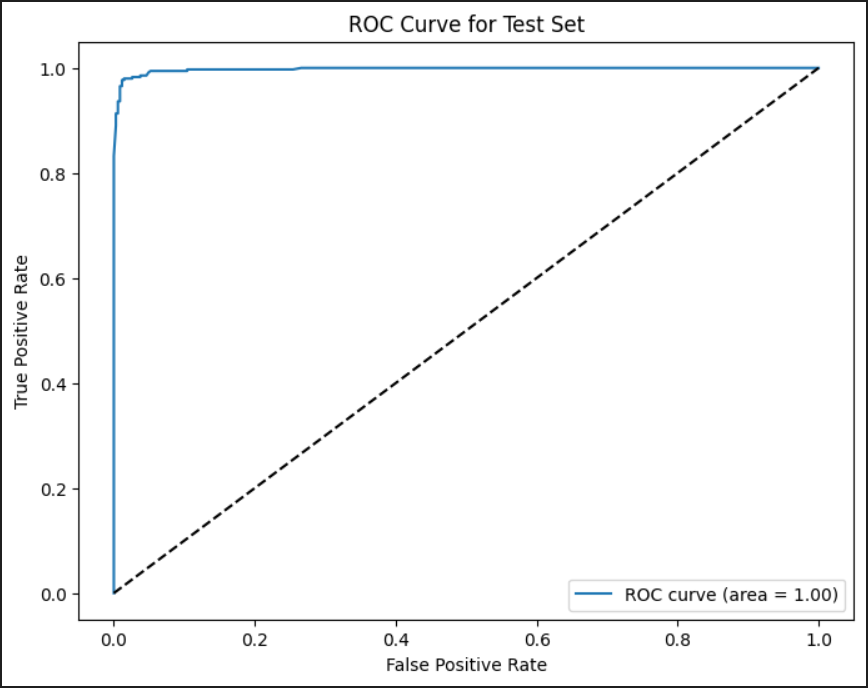 ROC Curve for Test Set
True Positive Rate
1.0
0.8
0.6
0.4
0.2
0.0
ROC curve (area = 1.00)
0.0 0.2 0.4 0.6 0.8 1.0
False Positive Rate